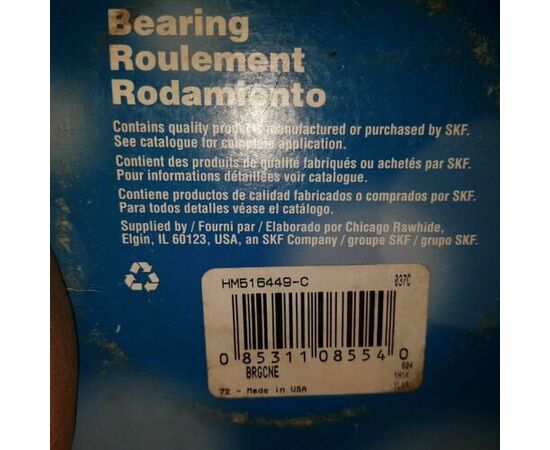 Bearing
Roulement
Rodamiento
Contains quality products manufactured or purchased by SKF.
See catalogue for complete application.
Contient des produits de qualité fabriqués ou achetés par SKF.
Pour informations détaillées voir catalogue.
Contiene productos de calidad fabricados o comprados por SKF.
Para todos detalles véase el catálogo.
Supplied by / Fourni par / Elaborado por Chicago Rawhide,
Elgin, IL 60123, USA, an SKF Company / groupe SKF / grupo SKF.
HM516449-C 037C
0 85311 08554 0
BRGCNE 604
72 - Made in USA